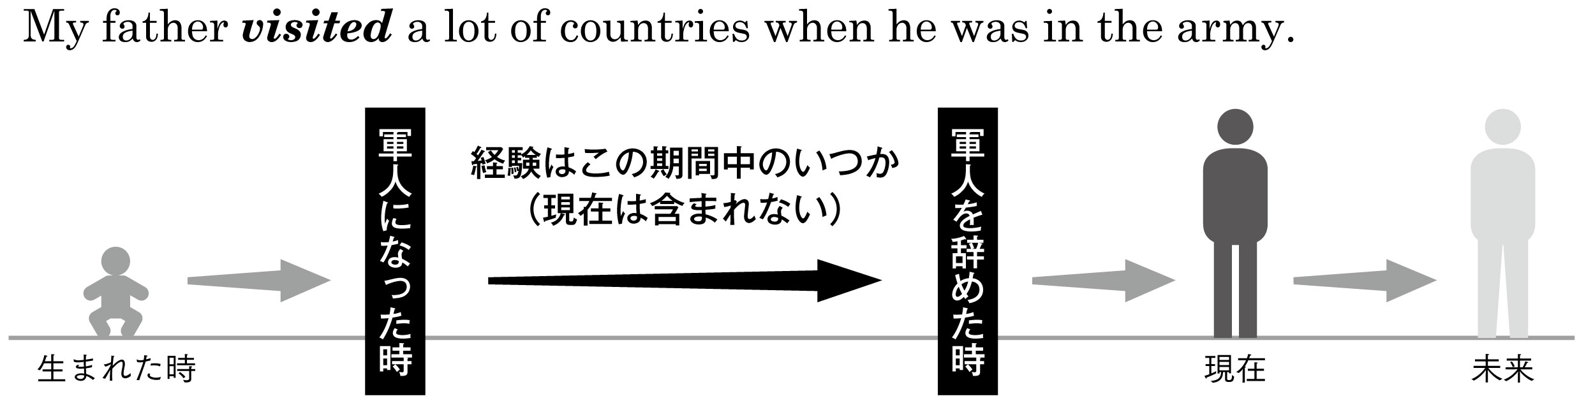 My father visited a lot of countries when he was in the army.
軍人になった時
経験はこの期間中のいつか
（現在は含まれない）
軍人を辞めた時
生まれた時
現在
未来